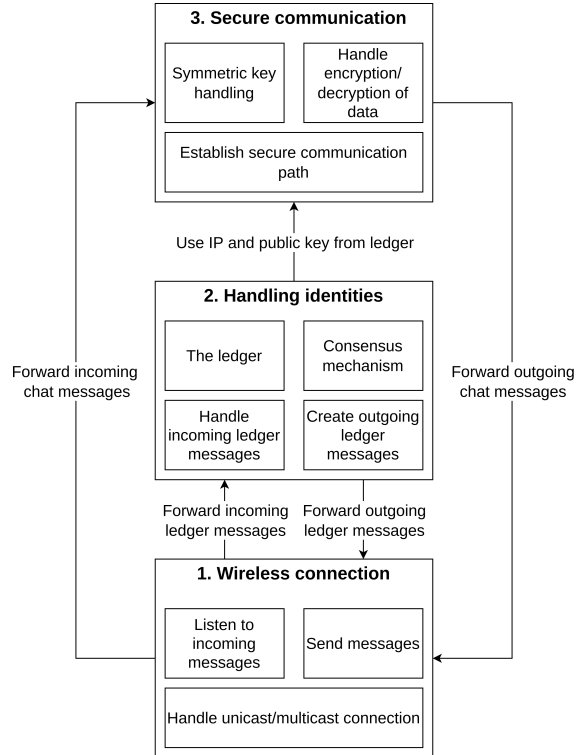 3. Secure communication
Symmetric key
handling
Handle
encryption/
decryption of
data
Establish secure communication
path
Use IP and public key from ledger
2. Handling identities
The ledger
Consensus
mechanism
Handle
incoming ledger
messages
Create outgoing
ledger
messages
Forward incoming
chat messages
Forward outgoing
chat messages
Forward incoming
ledger messages
Forward outgoing
ledger messages
1. Wireless connection
Listen to
incoming
messages
Send messages
Handle unicast/multicast connection